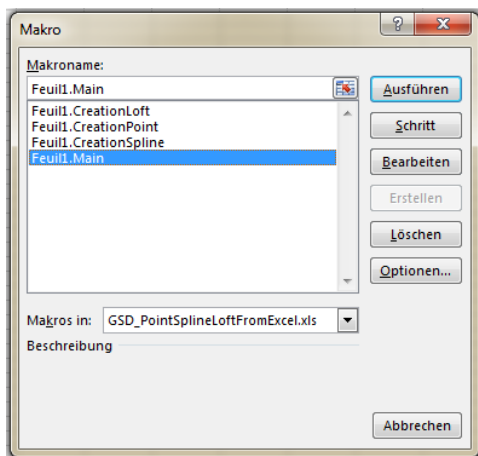 Makro
Makroname:
Feuil1.Main
Feuil1.CreationLoft
Feuil1.CreationPoint
Feuil1.CreationSpline
Feuil1.Main
Ausführen
Schritt
Bearbeiten
Erstellen
Löschen
Optionen...
Makros in: GSD_PointSplineLoftFromExcel.xls
Beschreibung
Abbrechen